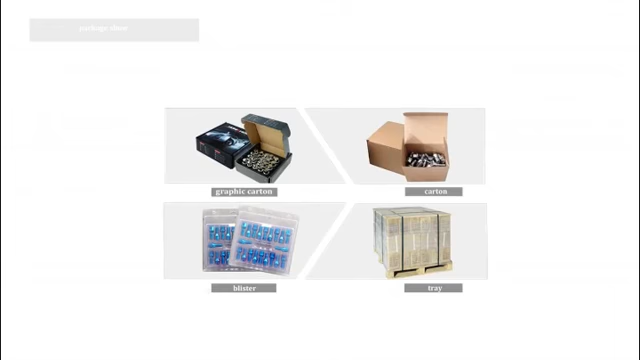 package show
graphic carton
carton
blister
tray